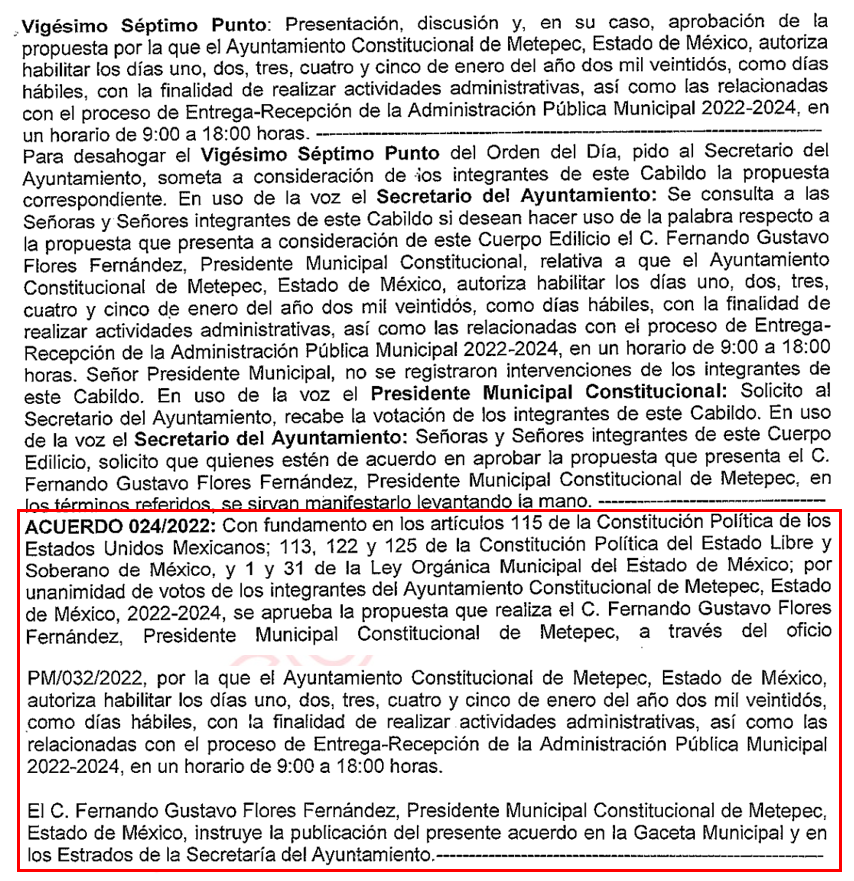 Vigésimo Séptimo Punto: Presentación, discusión y, en su caso, aprobación de la
propuesta por la que el Ayuntamiento Constitucional de Metepec, Estado de México, autoriza
habilitar los días uno, dos, tres, cuatro y cinco de enero del año dos mil veintidós, como días
hábiles, con la finalidad de realizar actividades administrativas, así como las relacionadas
con el proceso de Entrega-Recepción de la Administración Pública Municipal 2022-2024, en
un horario de 9:00 a 18:00 horas. ------------------------------------------------------------
Para desahogar el Vigésimo Séptimo Punto del Orden del Día, pido al Secretario del
Ayuntamiento, someta a consideración de los integrantes de este Cabildo la propuesta
correspondiente. En uso de la voz el Secretario del Ayuntamiento: Se consulta a las
Señoras y Señores integrantes de este Cabildo si desean hacer uso de la palabra respecto a
la propuesta que presenta a consideración de este Cuerpo Edilicio el C. Fernando Gustavo
Flores Fernández, Presidente Municipal Constitucional, relativa a que el Ayuntamiento
Constitucional de Metepec, Estado de México, autoriza habilitar los días uno, dos, tres,
cuatro y cinco de enero del año dos mil veintidós, como días hábiles, con la finalidad de
realizar actividades administrativas, así como las relacionadas con el proceso de Entrega-
Recepción de la Administración Pública Municipal 2022-2024, en un horario de 9:00 a 18:00
horas. Señor Presidente Municipal, no se registraron intervenciones de los integrantes de
este Cabildo. En uso de la voz el Presidente Municipal Constitucional: Solicito al
Secretario del Ayuntamiento, recabe la votación de los integrantes de este Cabildo. En uso
de la voz el Secretario del Ayuntamiento: Señoras y Señores integrantes de este Cuerpo
Edilicio, solicito que quienes estén de acuerdo en aprobar la propuesta que presenta el C.
Fernando Gustavo Flores Fernández, Presidente Municipal Constitucional de Metepec, en
los términos referidos, se sirvan manifestarlo levantando la mano. ---------------------------
ACUERDO 024/2022: Con fundamento en los artículos 115 de la Constitución Política de los
Estados Unidos Mexicanos; 113, 122 y 125 de la Constitución Política del Estado Libre y
Soberano de México, y 1 y 31 de la Ley Orgánica Municipal del Estado de México; por
unanimidad de votos de los integrantes del Ayuntamiento Constitucional de Metepec, Estado
de México, 2022-2024, se aprueba la propuesta que realiza el C. Fernando Gustavo Flores
Fernández, Presidente Municipal Constitucional de Metepec, a través del oficio
PM/032/2022, por la que el Ayuntamiento Constitucional de Metepec, Estado de México,
autoriza habilitar los días uno, dos, tres, cuatro y cinco de enero del año dos mil veintidós,
como días hábiles, con la finalidad de realizar actividades administrativas, así como las
relacionadas con el proceso de Entrega-Recepción de la Administración Pública Municipal
2022-2024, en un horario de 9:00 a 18:00 horas.
El C. Fernando Gustavo Flores Fernández, Presidente Municipal Constitucional de Metepec,
Estado de México, instruye la publicación del presente acuerdo en la Gaceta Municipal y en
los Estrados de la Secretaría del Ayuntamiento.----------------------------------------------